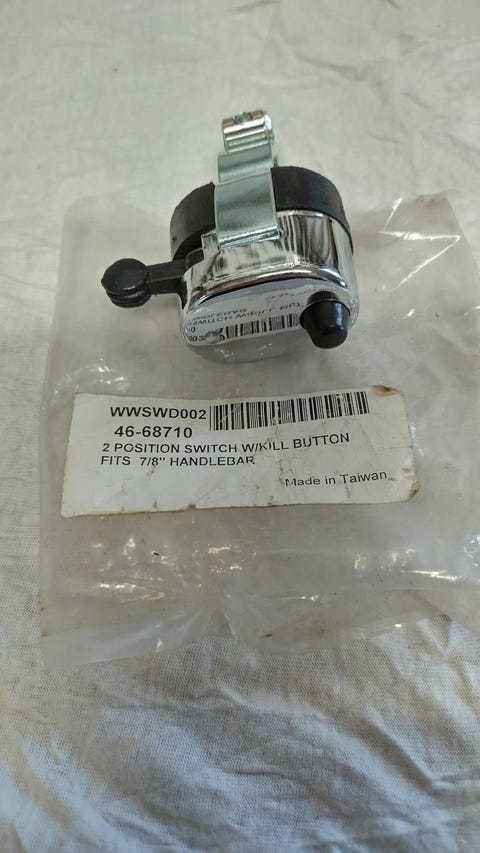 WWSWD002
46-68710
2 POSITION SWITCH W/KILL BUTTON
FITS 7/8" HANDLEBAR
Made in Taiwan